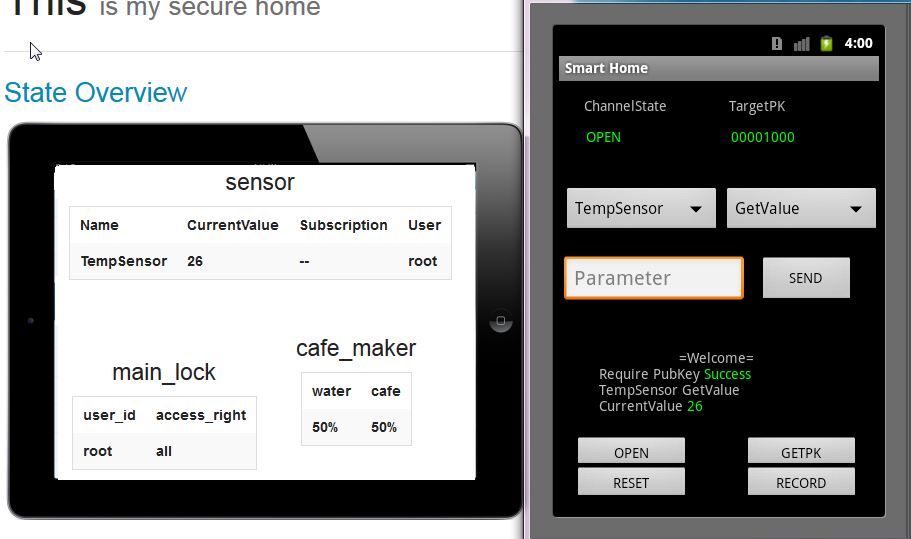 This is my secure home
State Overview
sensor
Name CurrentValue Subscription User
TempSensor 26 -- root
main_lock
user_id access_right
root all
cafe_maker
water cafe
50% 50%
4:00
Smart Home
ChannelState TargetPK
OPEN 00001000
TempSensor GetValue
Parameter SEND
=Welcome=
Require PubKey Success
TempSensor GetValue
CurrentValue 26
OPEN GETPK
RESET RECORD